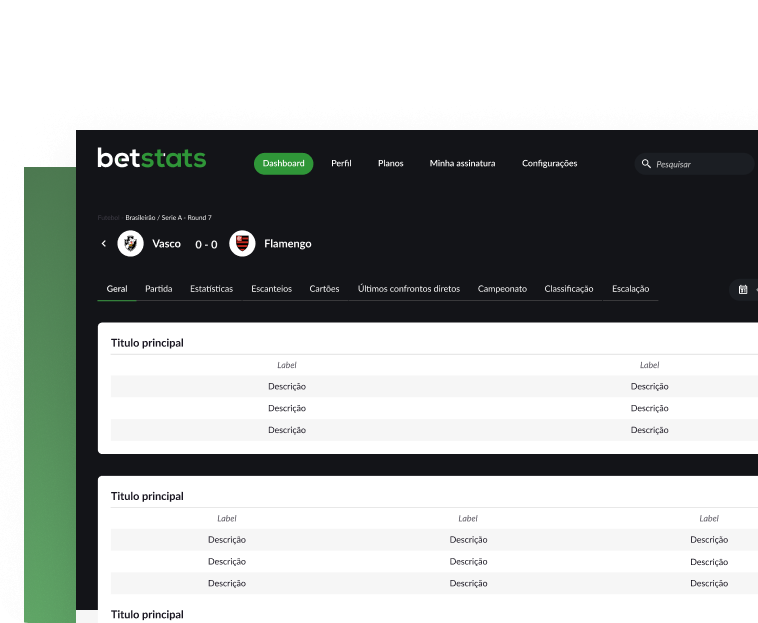 betstats
Dashboard Perfil Planos Minha assinatura Configurações Pesquisar
Futebol - Brasileirão / Serie A - Round 7
Vasco 0 - 0 Flamengo
Geral Partida Estatísticas Escanteios Cartões Últimos confrontos diretos Campeonato Classificação Escalação
Titulo principal
Label Label
Descrição Descrição
Descrição Descrição
Descrição Descrição
Titulo principal
Label Label Label
Descrição Descrição Descrição
Descrição Descrição Descrição
Descrição Descrição Descrição
Titulo principal